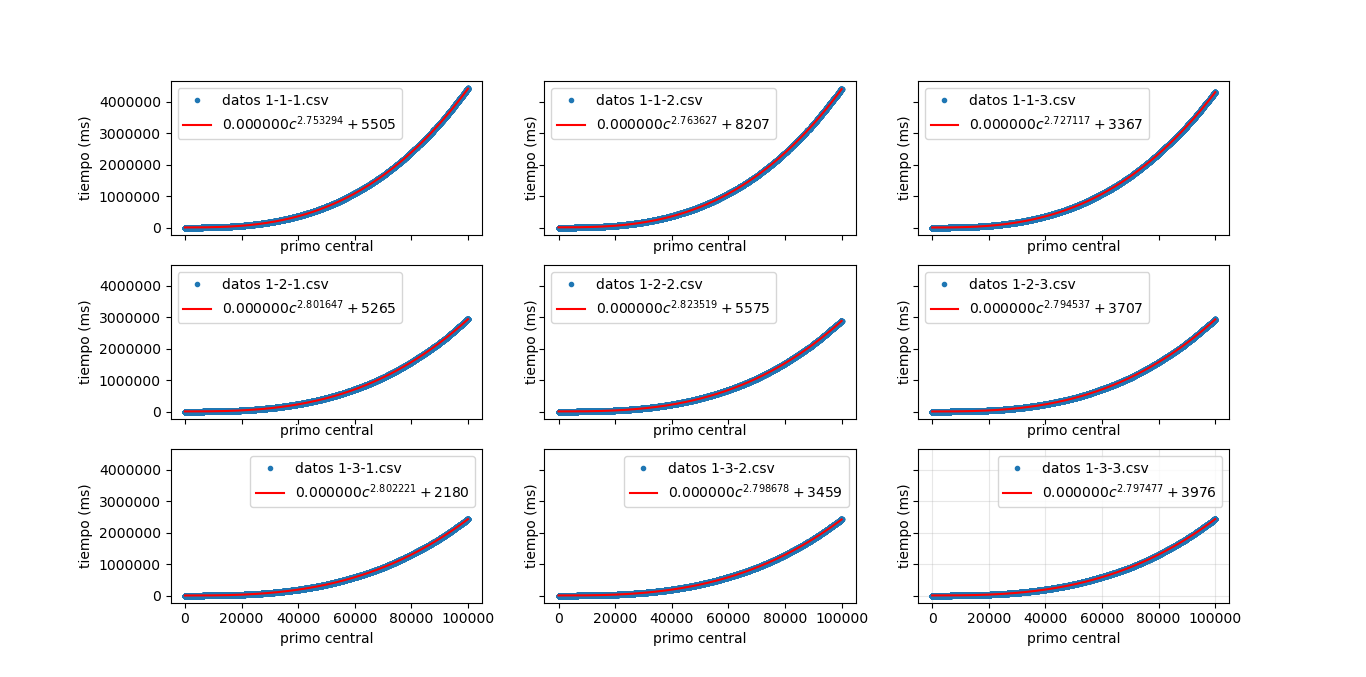 datos 1-1-1.csv
0.000000c^2.753294 + 5505
4000000
3000000
2000000
1000000
0
tiempo (ms)
primo central
datos 1-1-2.csv
0.000000c^2.763627 + 8207
tiempo (ms)
primo central
datos 1-1-3.csv
0.000000c^2.727117 + 3367
tiempo (ms)
primo central
datos 1-2-1.csv
0.000000c^2.801647 + 5265
4000000
3000000
2000000
1000000
0
tiempo (ms)
primo central
datos 1-2-2.csv
0.000000c^2.823519 + 5575
tiempo (ms)
primo central
datos 1-2-3.csv
0.000000c^2.794537 + 3707
tiempo (ms)
primo central
datos 1-3-1.csv
0.000000c^2.802221 + 2180
4000000
3000000
2000000
1000000
0
tiempo (ms)
0 20000 40000 60000 80000 100000
primo central
datos 1-3-2.csv
0.000000c^2.798678 + 3459
tiempo (ms)
0 20000 40000 60000 80000 100000
primo central
datos 1-3-3.csv
0.000000c^2.797477 + 3976
tiempo (ms)
0 20000 40000 60000 80000 100000
primo central